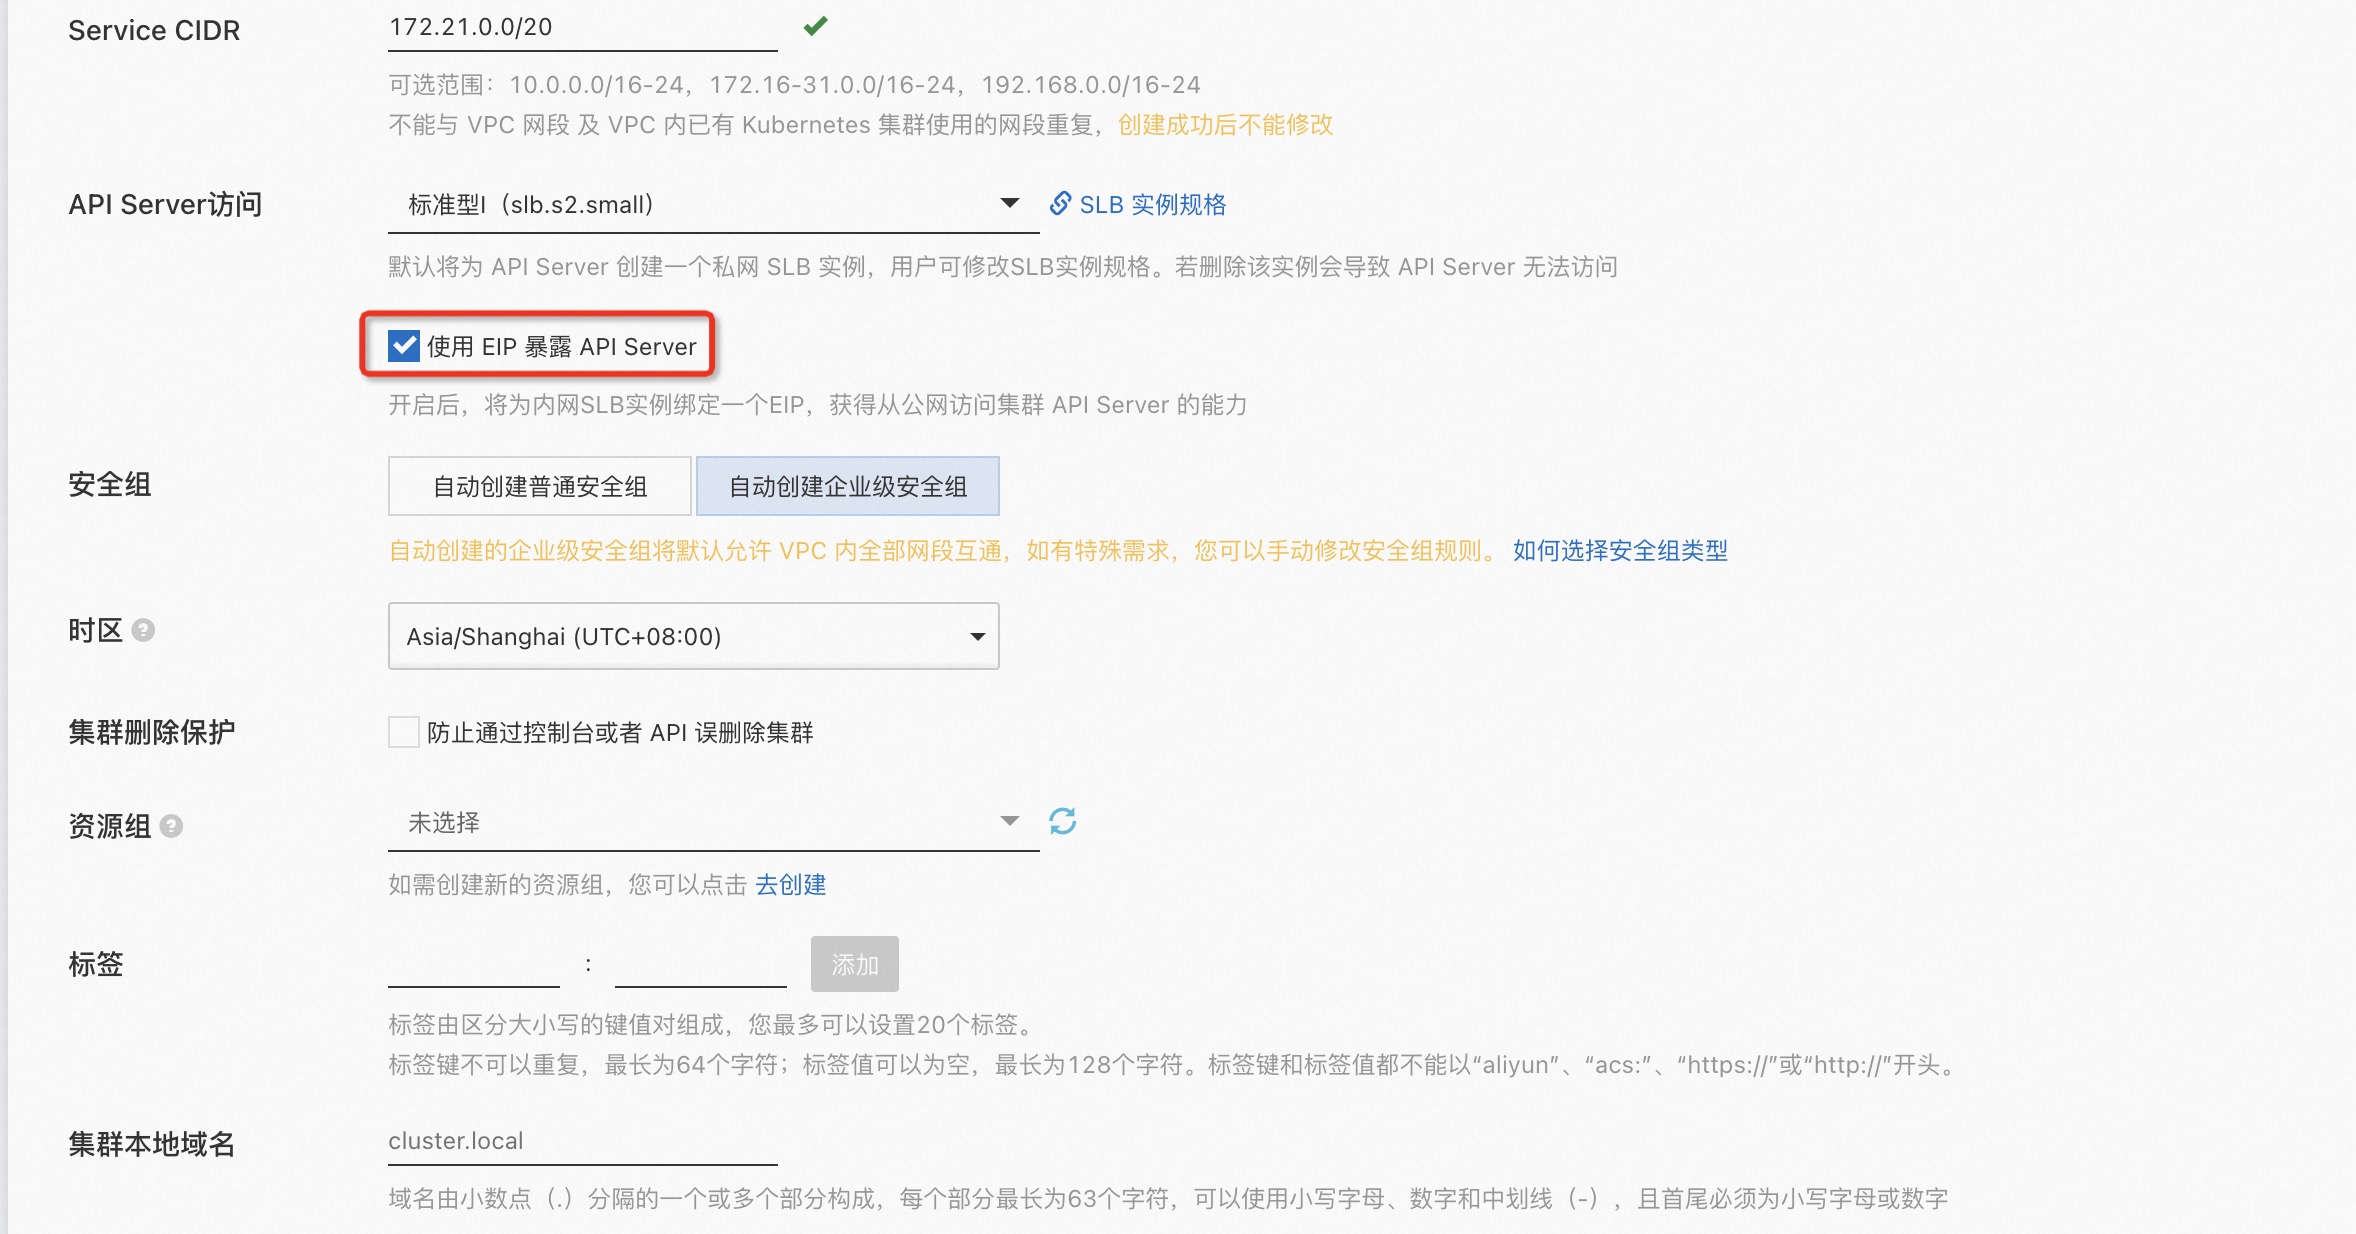 Service CIDR
172.21.0.0/20
可选范围：10.0.0.0/16-24，172.16-31.0.0/16-24，192.168.0.0/16-24
不能与 VPC 网段 及 VPC 内已有 Kubernetes 集群使用的网段重复，创建成功后不能修改
API Server访问
标准型I（slb.s2.small）
SLB 实例规格
默认将为 API Server 创建一个私网 SLB 实例，用户可修改SLB实例规格。若删除该实例会导致 API Server 无法访问
使用 EIP 暴露 API Server
开启后，将为内网SLB实例绑定一个EIP，获得从公网访问集群 API Server 的能力
安全组
自动创建普通安全组
自动创建企业级安全组
自动创建的企业级安全组将默认允许 VPC 内全部网段互通，如有特殊需求，您可以手动修改安全组规则。 如何选择安全组类型
时区 ?
Asia/Shanghai (UTC+08:00)
集群删除保护
防止通过控制台或者 API 误删除集群
资源组 ?
未选择
如需创建新的资源组，您可以点击 去创建
标签
:
添加
标签由区分大小写的键值对组成，您最多可以设置20个标签。
标签键不可以重复，最长为64个字符；标签值可以为空，最长为128个字符。标签键和标签值都不能以“aliyun”、“acs:”、“https://”或“http://”开头。
集群本地域名
cluster.local
域名由小数点（.）分隔的一个或多个部分构成，每个部分最长为63个字符，可以使用小写字母、数字和中划线（-），且首尾必须为小写字母或数字